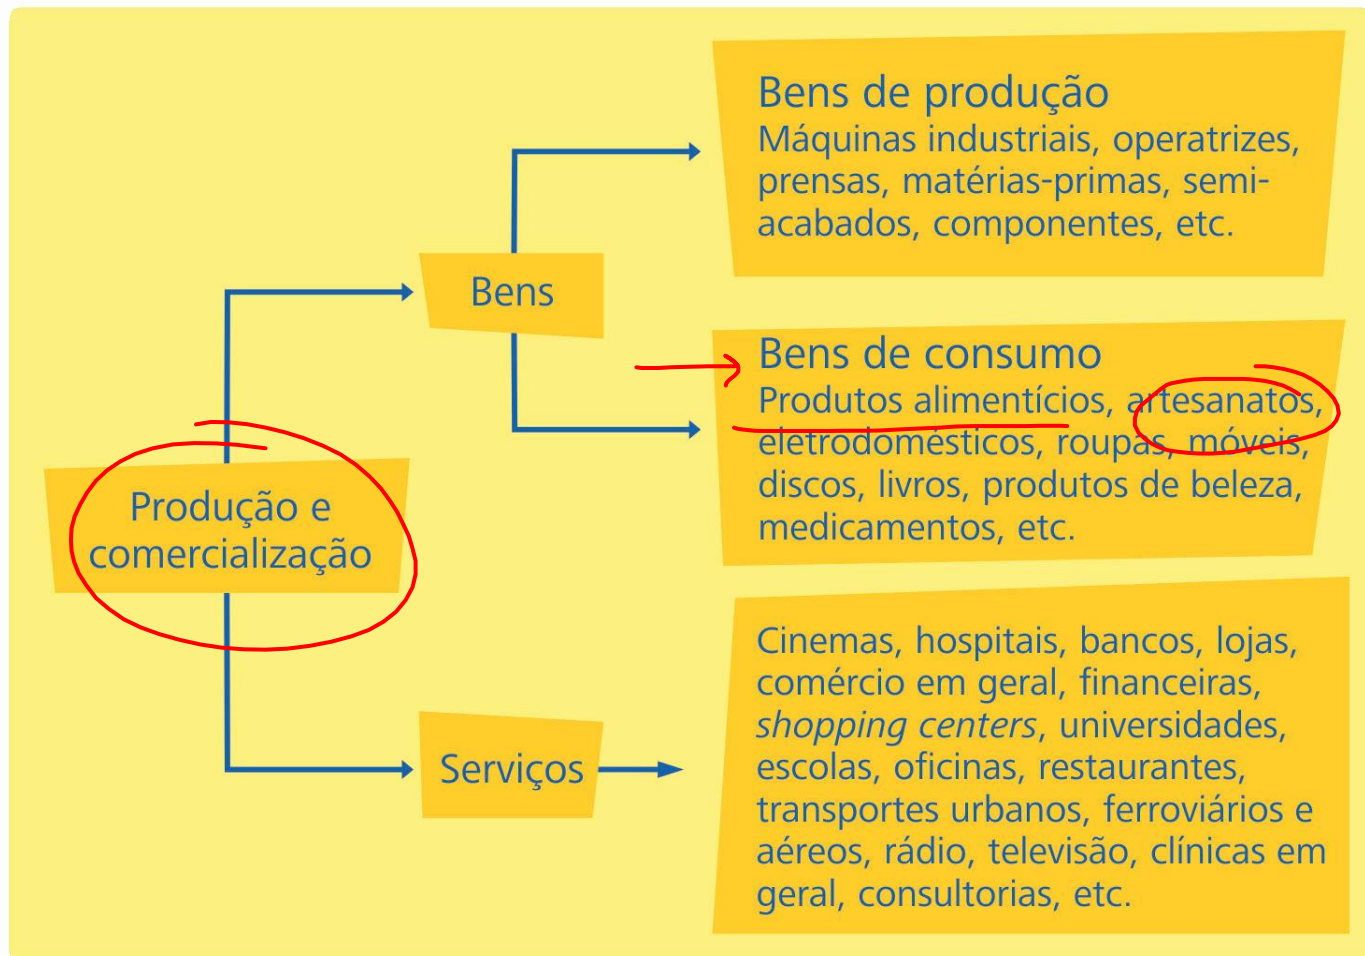 Bens de produção
Máquinas industriais, operatrizes,
prensas, matérias-primas, semi-
acabados, componentes, etc.
Bens
Bens de consumo
Produtos alimentícios, artesanatos,
eletrodomésticos, roupas, móveis,
discos, livros, produtos de beleza,
medicamentos, etc.
Produção e
comercialização
Serviços
Cinemas, hospitais, bancos, lojas,
comércio em geral, financeiras,
shopping centers, universidades,
escolas, oficinas, restaurantes,
transportes urbanos, ferroviários e
aéreos, rádio, televisão, clínicas em
geral, consultorias, etc.